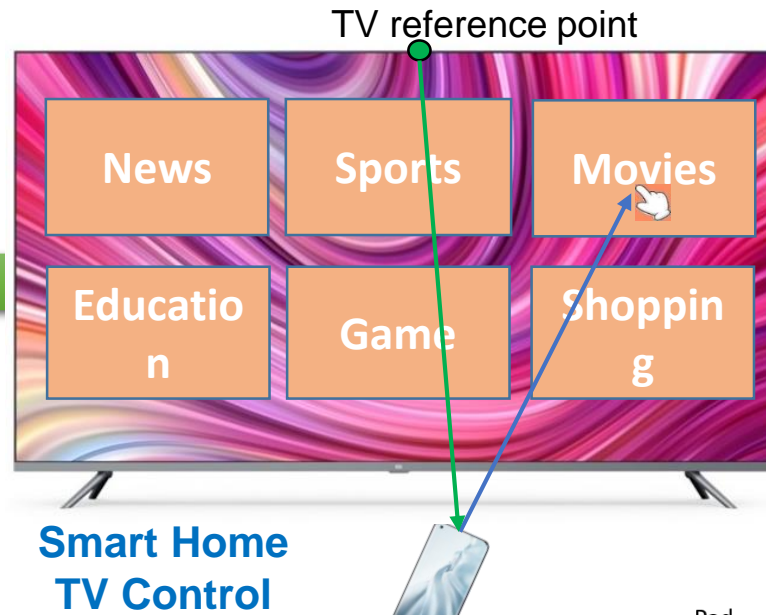 TV reference point
News
Sports
Movies
Educatio
n
Game
Shoppin
g
Smart Home
TV Control